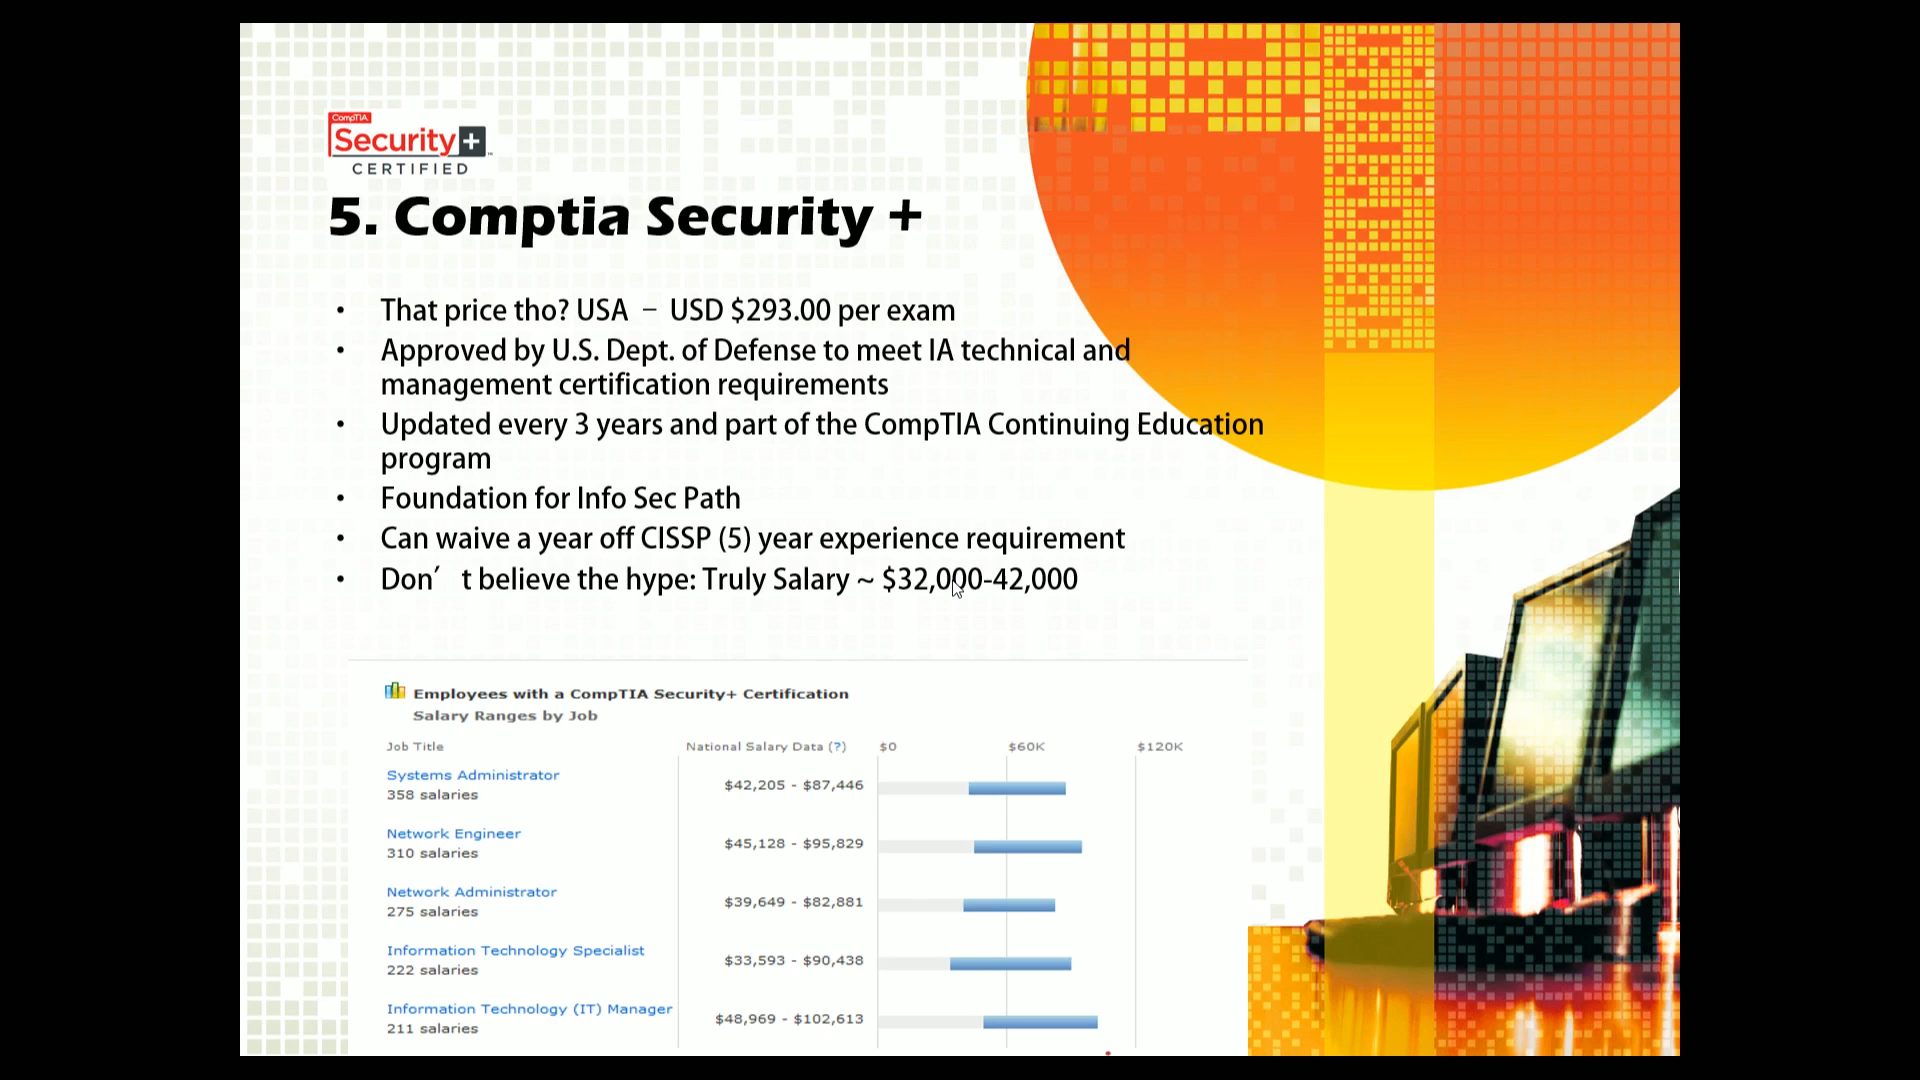 CompTIA
Security+
CERTIFIED
5. Comptia Security +
• That price tho? USA – USD $293.00 per exam
• Approved by U.S. Dept. of Defense to meet IA technical and
management certification requirements
• Updated every 3 years and part of the CompTIA Continuing Education
program
• Foundation for Info Sec Path
• Can waive a year off CISSP (5) year experience requirement
• Don′ t believe the hype: Truly Salary ~ $32,000-42,000
Employees with a CompTIA Security+ Certification
Salary Ranges by Job
Job Title National Salary Data (?) $0 $60K $120K
Systems Administrator
358 salaries
$42,205 - $87,446
Network Engineer
310 salaries
$45,128 - $95,829
Network Administrator
275 salaries
$39,649 - $82,881
Information Technology Specialist
222 salaries
$33,593 - $90,438
Information Technology (IT) Manager
211 salaries
$48,969 - $102,613